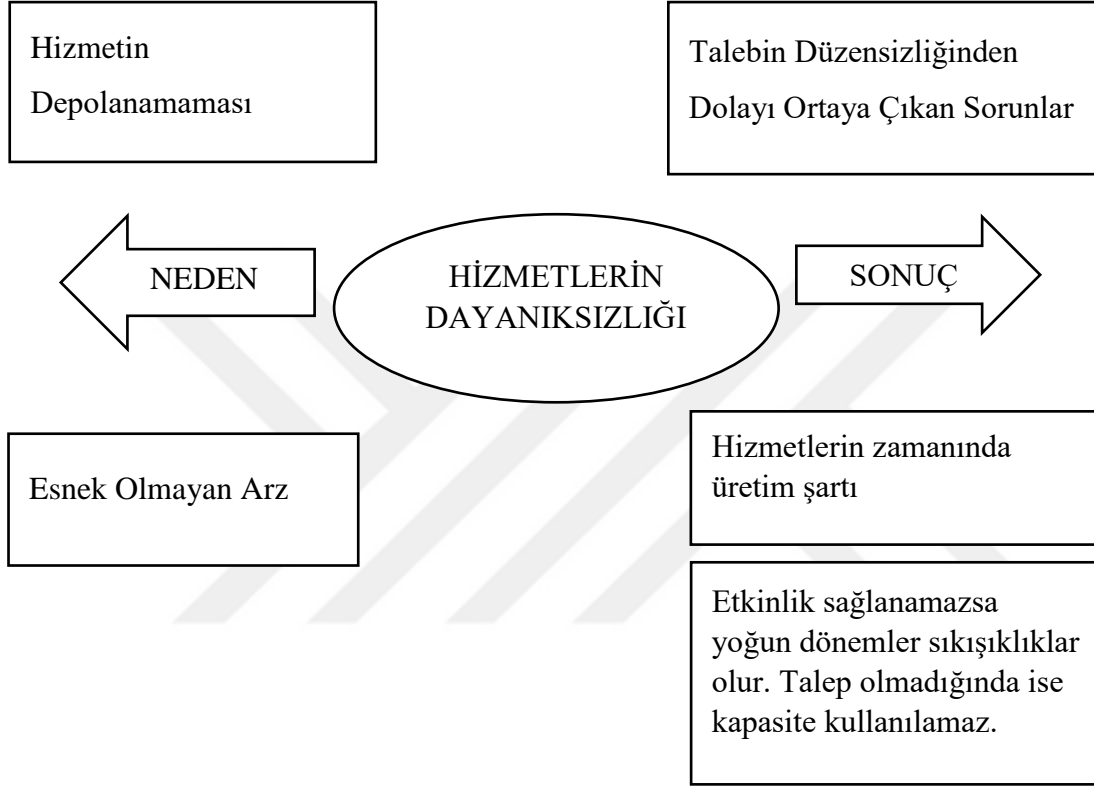 Hizmetin
Depolanamaması
Talebin Düzensizliğinden
Dolayı Ortaya Çıkan Sorunlar
NEDEN
HİZMETLERİN
DAYANIKSIZLIĞI
SONUÇ
Esnek Olmayan Arz
Hizmetlerin zamanında
üretim şartı
Etkinlik sağlanamazsa
yoğun dönemler sıkışıklıklar
olur. Talep olmadığında ise
kapasite kullanılamaz.